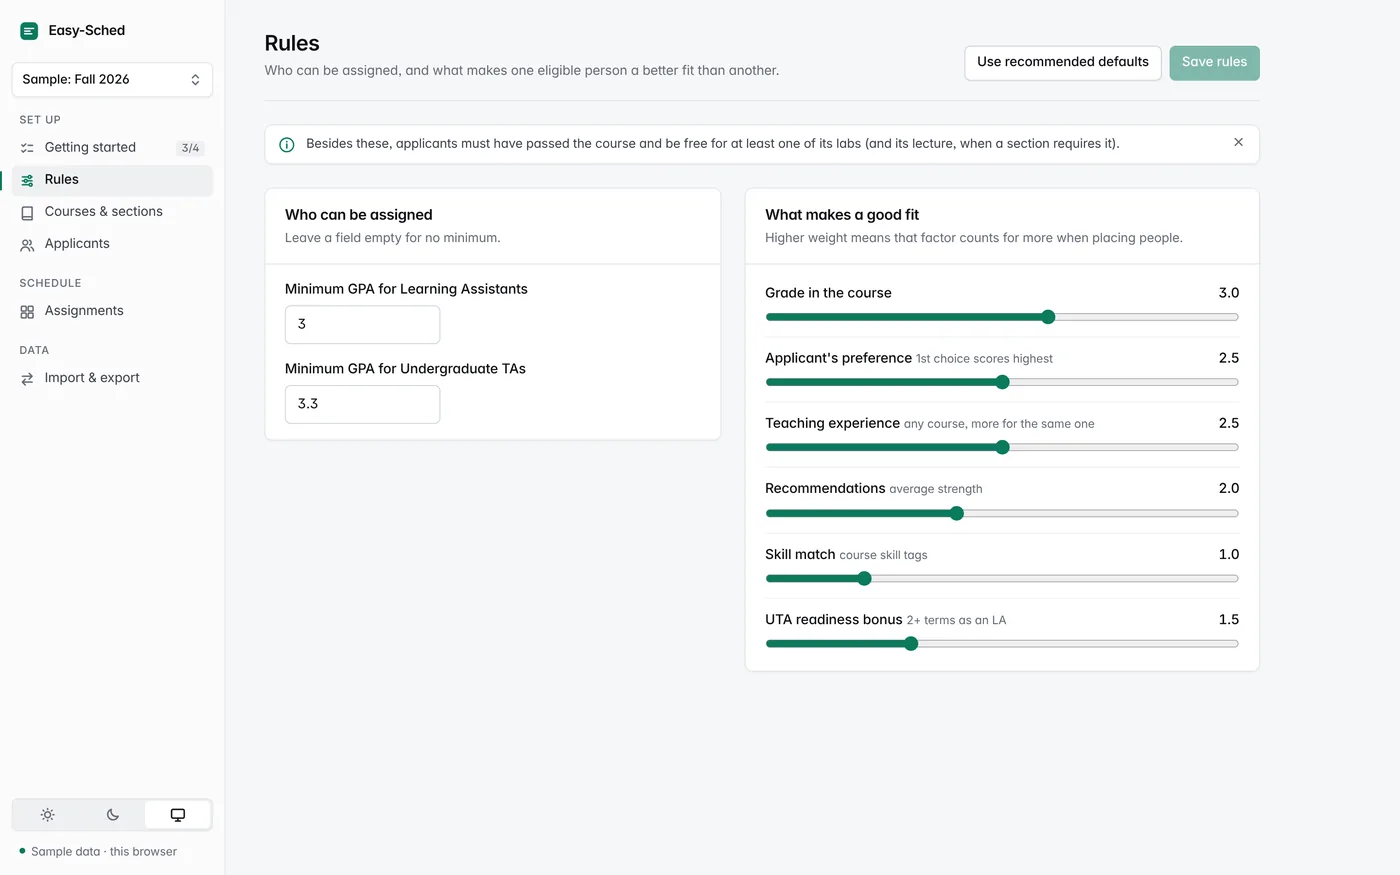 Easy-Sched
Sample: Fall 2026
SET UP
Getting started 3/4
Rules
Courses & sections
Applicants
SCHEDULE
Assignments
DATA
Import & export
Sample data · this browser
Rules
Who can be assigned, and what makes one eligible person a better fit than another.
Use recommended defaults
Save rules
Besides these, applicants must have passed the course and be free for at least one of its labs (and its lecture, when a section requires it).
Who can be assigned
Leave a field empty for no minimum.
Minimum GPA for Learning Assistants
3
Minimum GPA for Undergraduate TAs
3.3
What makes a good fit
Higher weight means that factor counts for more when placing people.
Grade in the course 3.0
Applicant's preference 1st choice scores highest 2.5
Teaching experience any course, more for the same one 2.5
Recommendations average strength 2.0
Skill match course skill tags 1.0
UTA readiness bonus 2+ terms as an LA 1.5